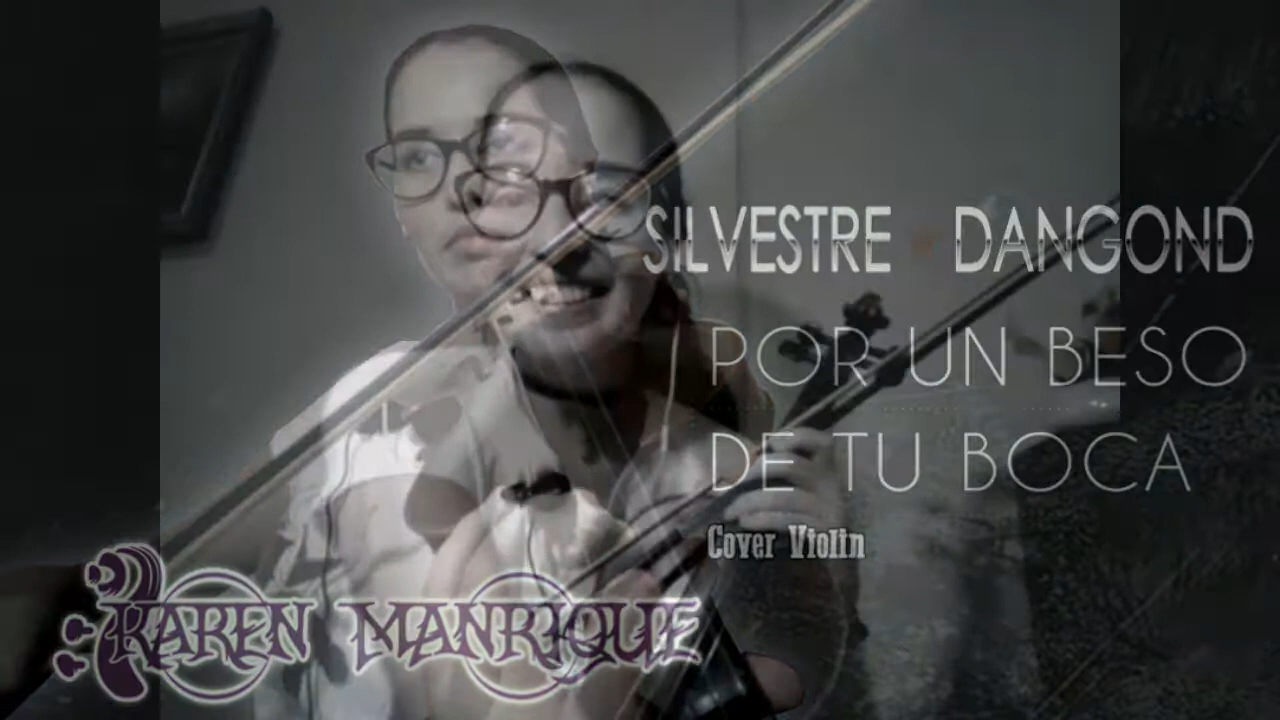 SILVESTRE DANGOND
POR UN BESO
DE TU BOCA
Cover Violin
KAREN MANRIQUE